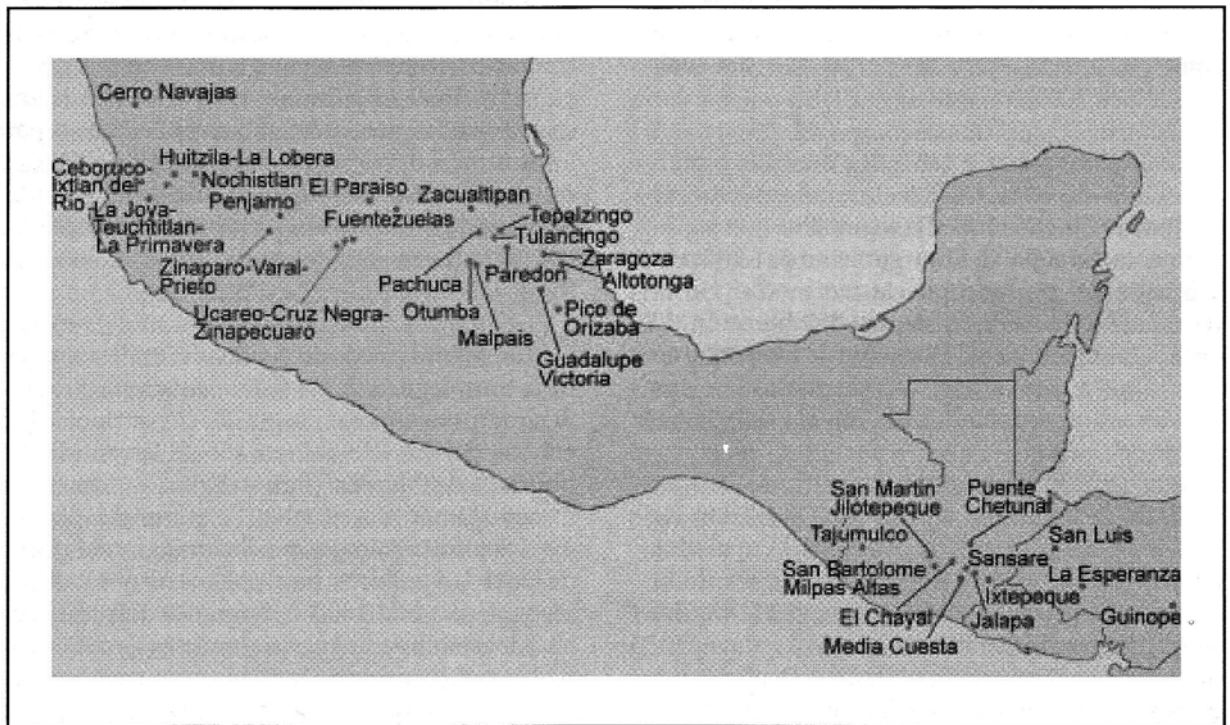 Cerro Navajas
Huitzila-La Lobera
Ceboruco-
Ixtlan del
Rio
Nochistlan
El Paraiso
Zacualtipan
Penjamo
La Joya-
Teuchtitlan-
La Primavera
Fuentezuelas
Tepalzingo
Tulancingo
Zaragoza
Zinaparo-Varal-
Prieto
Pachuca
Paredon
Altotonga
Ucareo-Cruz Negra-
Zinapecuaro
Otumba
Pico de
Orizaba
Malpais
Guadalupe
Victoria
San Martin
Jilotepeque
Puente
Chetunal
Tajumulco
San Luis
Sansare
San Bartolome
Milpas Altas
La Esperanza
Ixtepeque
El Chayal
Jalapa
Guinope
Media Cuesta